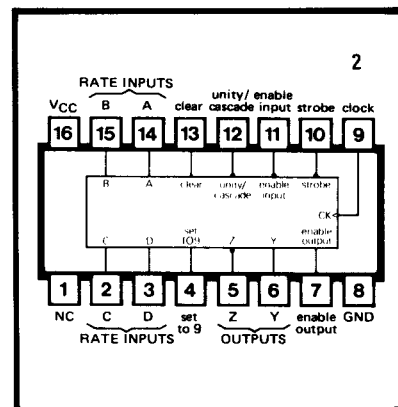 2
RATE INPUTS
unity/ enable
VCC B A clear cascade input strobe clock
16 15 14 13 12 11 10 9
B A clear unity/ enable strobe
cascade input
CK
set enable
C D TO9 Z Y output
1 2 3 4 5 6 7 8
NC C D set Z Y enable GND
to 9 output
RATE INPUTS OUTPUTS